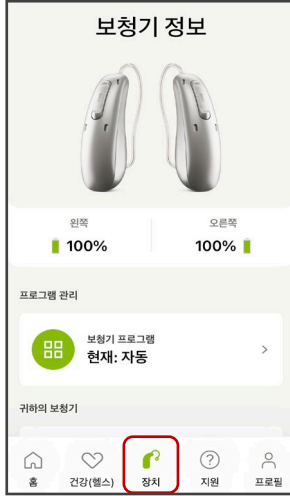 보청기 정보
왼쪽
오른쪽
100%
100%
프로그램 관리
보청기 프로그램
현재: 자동
귀하의 보청기
홈
건강(헬스)
장치
지원
프로필